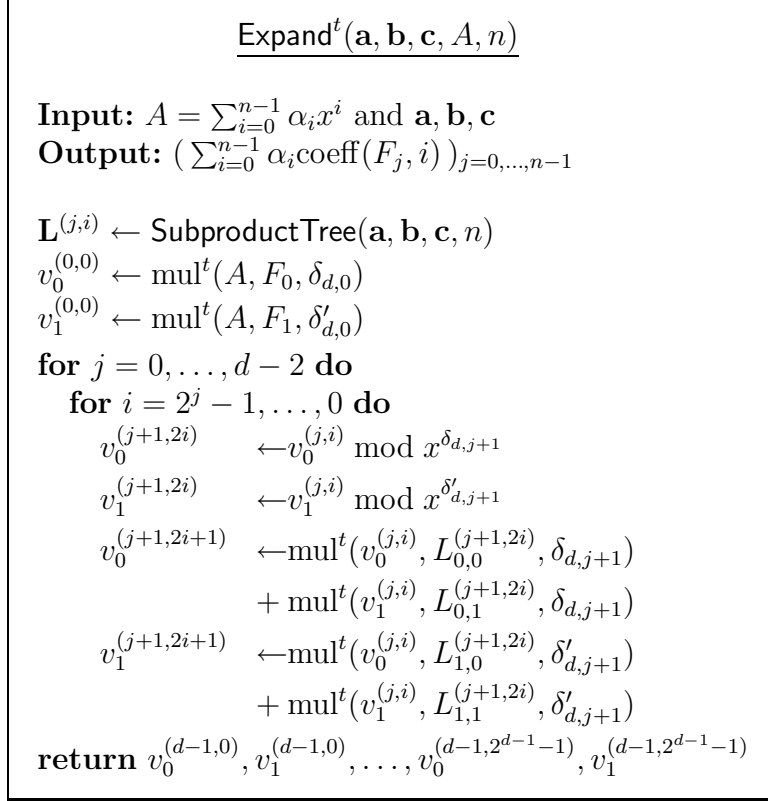 Expandᵗ(𝐚, 𝐛, 𝐜, A, n)
Input: A = ∑_{i=0}^{n−1} α_i x^i and 𝐚, 𝐛, 𝐜
Output: ( ∑_{i=0}^{n−1} α_i coeff(F_j, i) )_{j=0,...,n−1}
𝐋^{(j,i)} ← SubproductTree(𝐚, 𝐛, 𝐜, n)
v_0^{(0,0)} ← mul^t(A, F_0, δ_{d,0})
v_1^{(0,0)} ← mul^t(A, F_1, δ′_{d,0})
for j = 0, . . . , d − 2 do
for i = 2^j − 1, . . . , 0 do
v_0^{(j+1,2i)} ← v_0^{(j,i)} mod x^{δ_{d,j+1}}
v_1^{(j+1,2i)} ← v_1^{(j,i)} mod x^{δ′_{d,j+1}}
v_0^{(j+1,2i+1)} ← mul^t(v_0^{(j,i)}, L_{0,0}^{(j+1,2i)}, δ_{d,j+1})
+ mul^t(v_1^{(j,i)}, L_{0,1}^{(j+1,2i)}, δ_{d,j+1})
v_1^{(j+1,2i+1)} ← mul^t(v_0^{(j,i)}, L_{1,0}^{(j+1,2i)}, δ′_{d,j+1})
+ mul^t(v_1^{(j,i)}, L_{1,1}^{(j+1,2i)}, δ′_{d,j+1})
return v_0^{(d−1,0)}, v_1^{(d−1,0)}, . . . , v_0^{(d−1,2^{d−1}−1)}, v_1^{(d−1,2^{d−1}−1)}